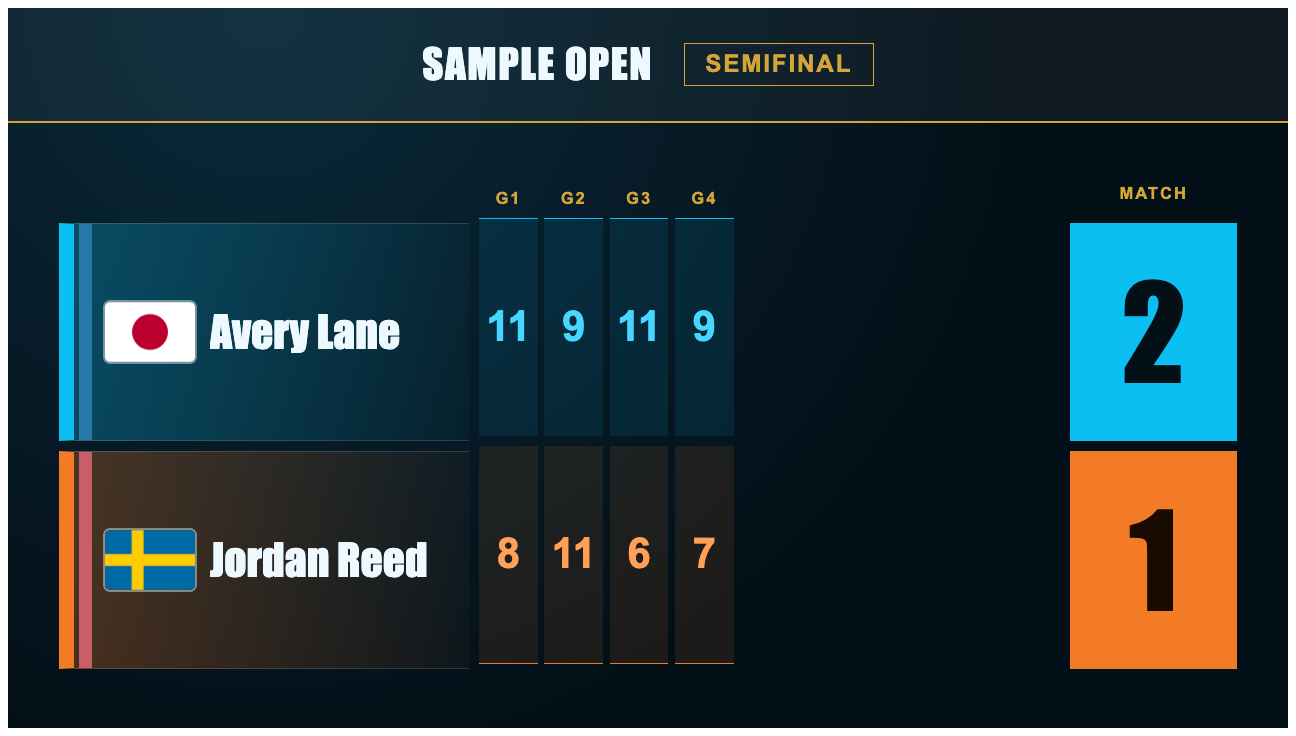 SAMPLE OPEN SEMIFINAL
G1 G2 G3 G4 MATCH
Avery Lane 11 9 11 9 2
Jordan Reed 8 11 6 7 1